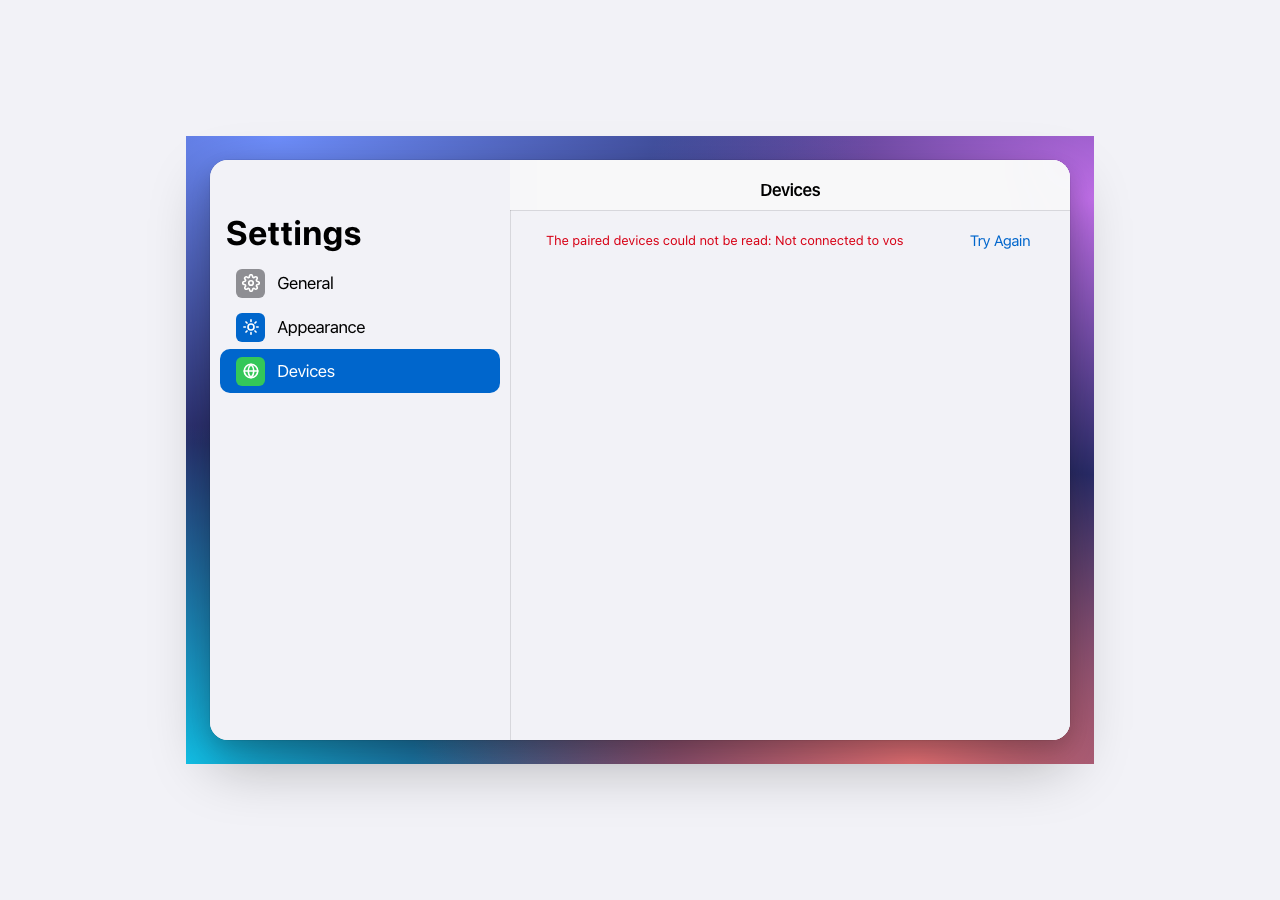 Devices
Settings
The paired devices could not be read: Not connected to vos
Try Again
General
Appearance
Devices